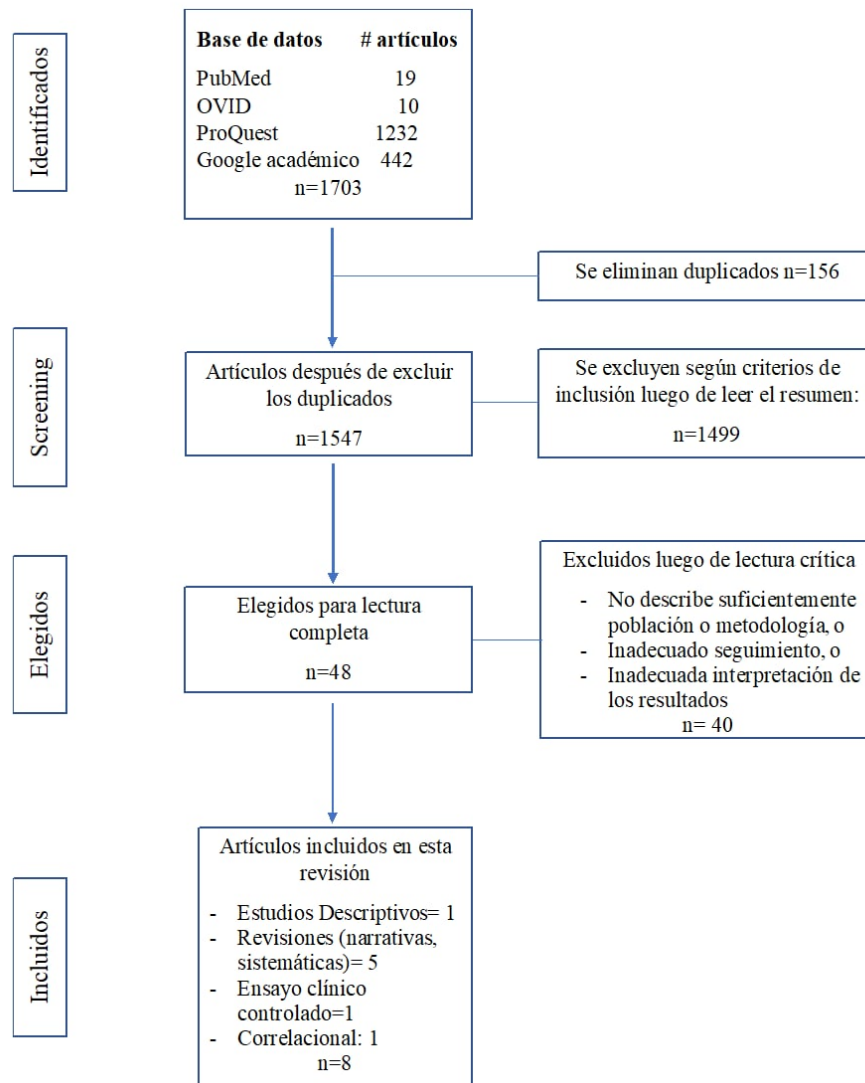 Identificados
Base de datos # artículos
PubMed 19
OVID 10
ProQuest 1232
Google académico 442
n=1703
Se eliminan duplicados n=156
Screening
Artículos después de excluir
los duplicados
n=1547
Se excluyen según criterios de
inclusión luego de leer el resumen:
n=1499
Elegidos
Elegidos para lectura
completa
n=48
Excluidos luego de lectura crítica
- No describe suficientemente
población o metodología, o
- Inadecuado seguimiento, o
- Inadecuada interpretación de
los resultados
n= 40
Incluidos
Artículos incluidos en esta
revisión
- Estudios Descriptivos= 1
- Revisiones (narrativas,
sistemáticas)= 5
- Ensayo clínico
controlado=1
- Correlacional: 1
n=8